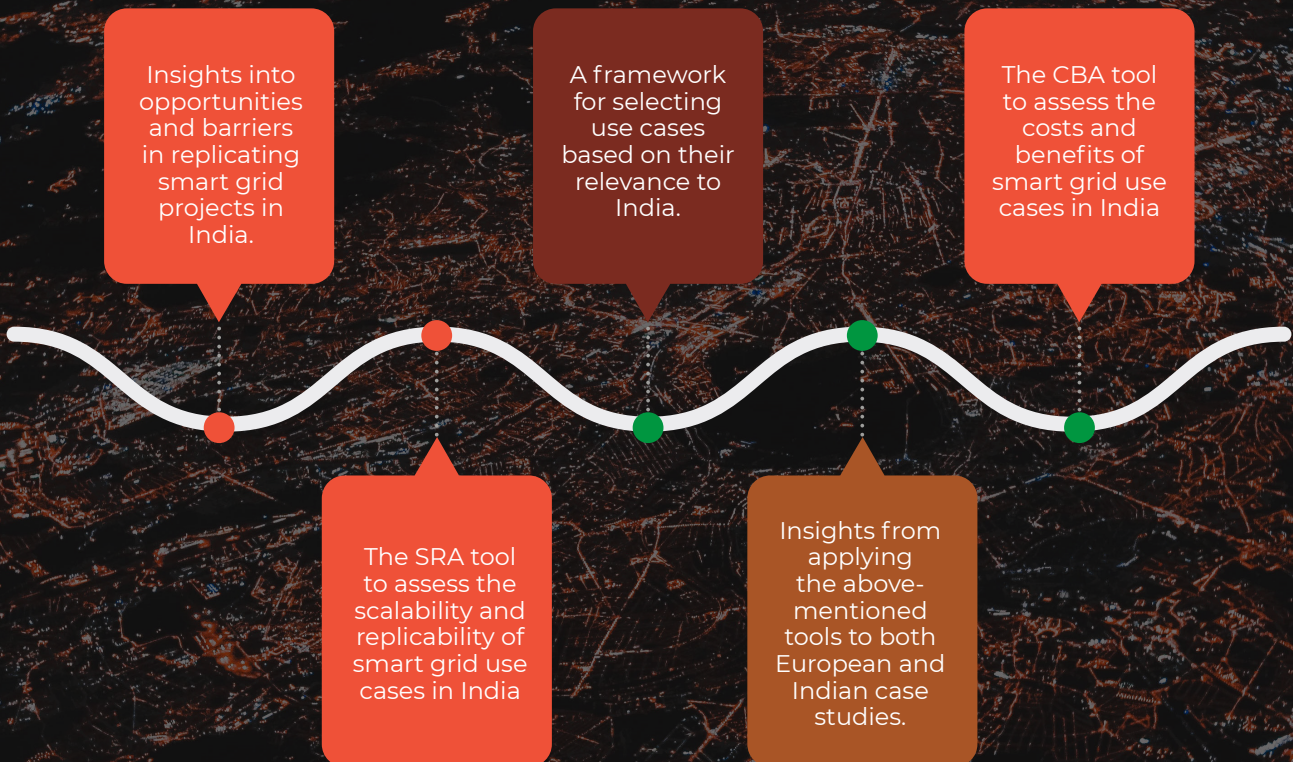 Insights into
opportunities
and barriers
in replicating
smart grid
projects in
India.
The SRA tool
to assess the
scalability and
replicability of
smart grid use
cases in India
A framework
for selecting
use cases
based on their
relevance to
India.
Insights from
applying
the above-
mentioned
tools to both
European and
Indian case
studies.
The CBA tool
to assess the
costs and
benefits of
smart grid use
cases in India